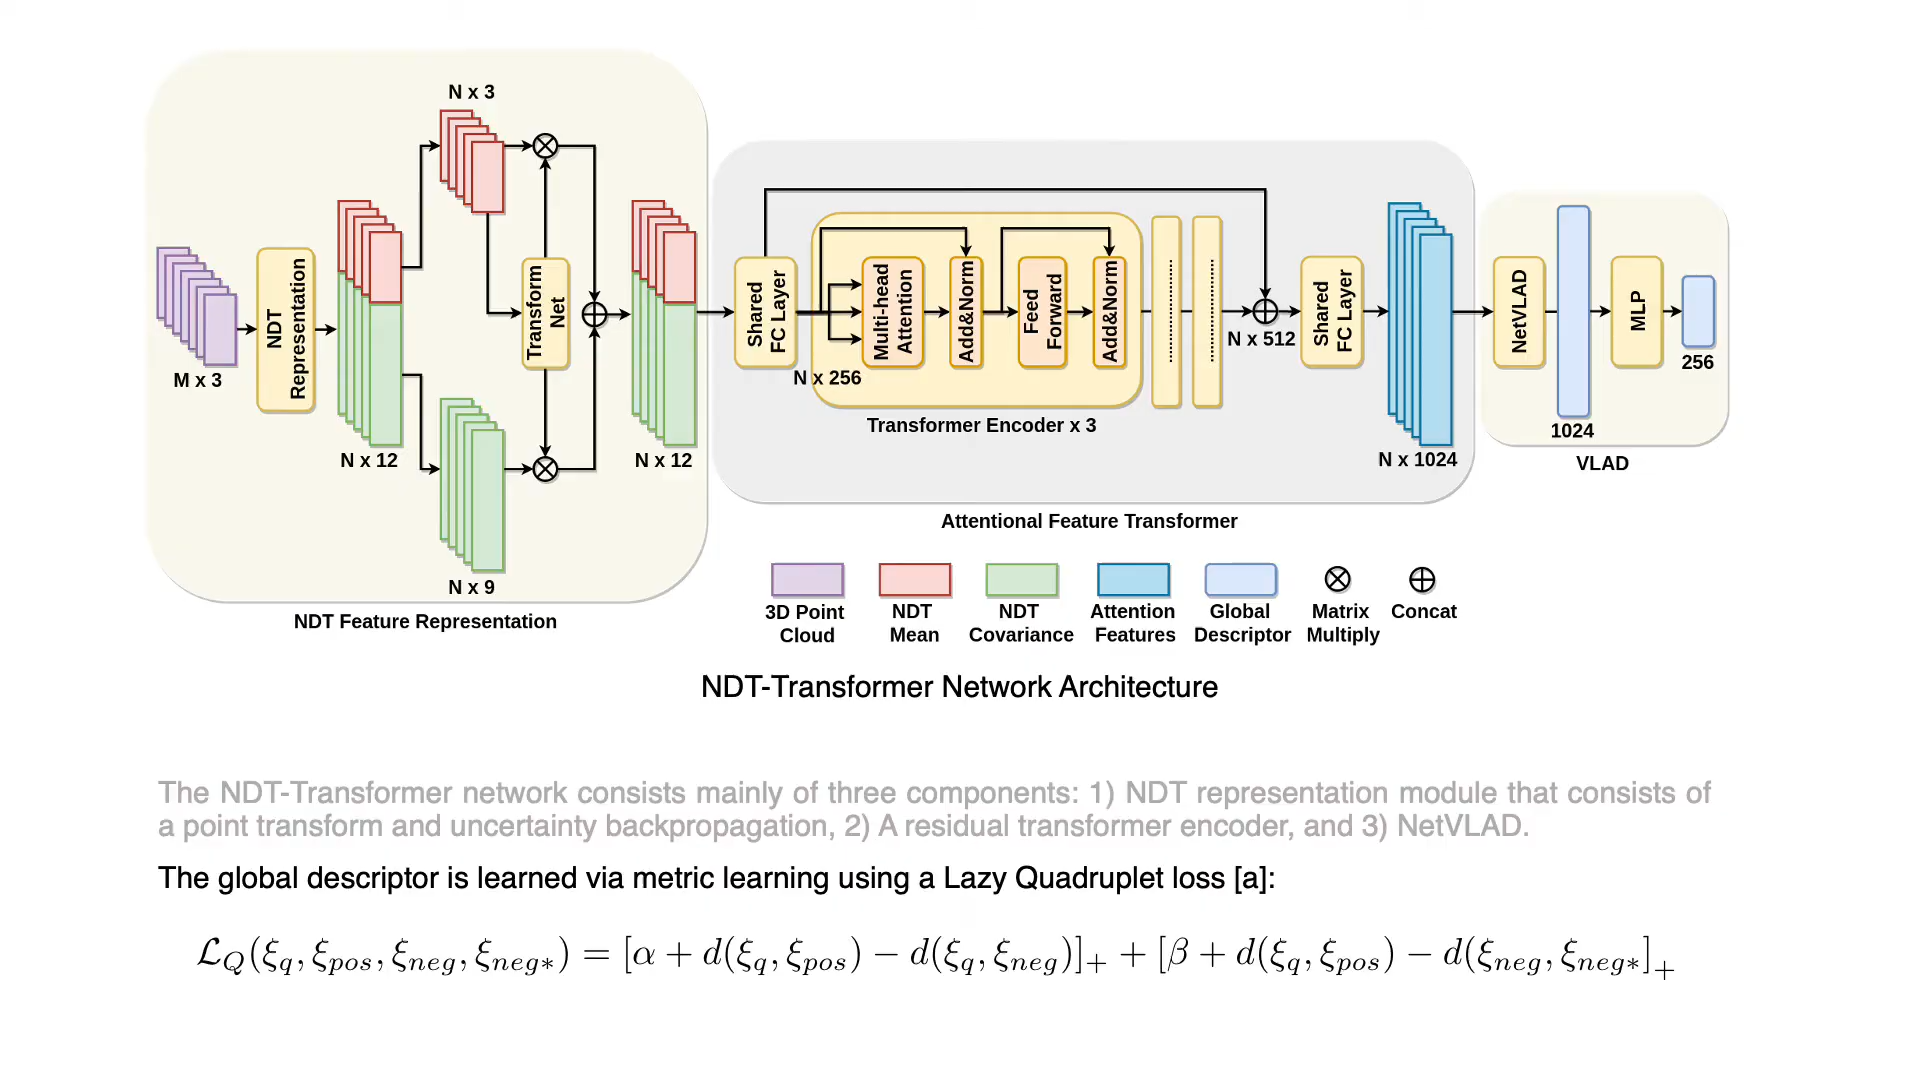 N x 3
M x 3
NDT
Representation
N x 12
N x 9
Transform
Net
N x 12
NDT Feature Representation
Shared
FC Layer
N x 256
Multi-head
Attention
Add&Norm
Feed
Forward
Add&Norm
Transformer Encoder x 3
N x 512
Shared
FC Layer
N x 1024
Attentional Feature Transformer
NetVLAD
1024
MLP
256
VLAD
3D Point
Cloud
NDT
Mean
NDT
Covariance
Attention
Features
Global
Descriptor
Matrix
Multiply
Concat
NDT-Transformer Network Architecture
The NDT-Transformer network consists mainly of three components: 1) NDT representation module that consists of
a point transform and uncertainty backpropagation, 2) A residual transformer encoder, and 3) NetVLAD.
The global descriptor is learned via metric learning using a Lazy Quadruplet loss [a]:
ℒ_Q(ξ_q, ξ_pos, ξ_neg, ξ_neg*) = [α + d(ξ_q, ξ_pos) − d(ξ_q, ξ_neg)]_+ + [β + d(ξ_q, ξ_pos) − d(ξ_neg, ξ_neg*]_+